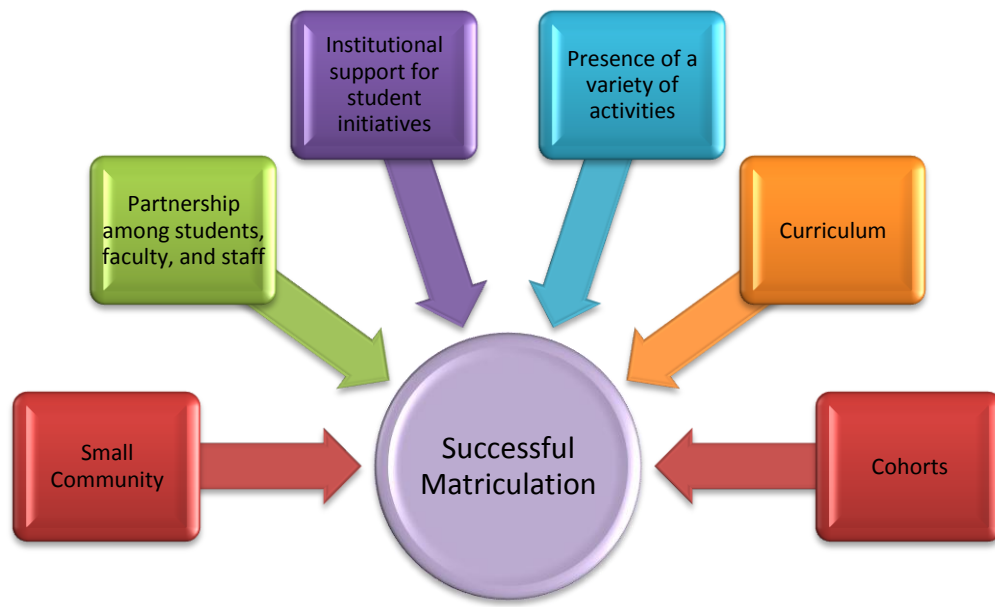 Institutional
support for
student
initiatives
Presence of a
variety of
activities
Partnership
among students,
faculty, and staff
Curriculum
Small
Community
Successful
Matriculation
Cohorts